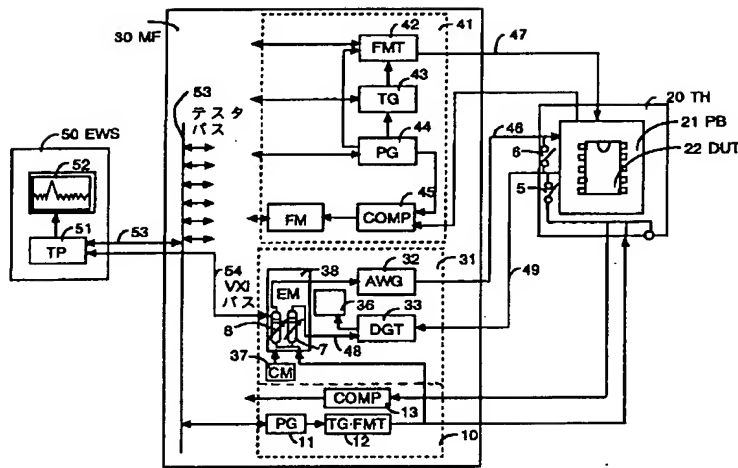 30 MF
42
41
47
FMT
43
TG
44
PG
45
FM
COMP
53
テスタ
バス
50 EWS
52
51
TP
53
54
VXI
バス
38
EM
8
7
37
CM
32
AWG
31
36
33
DGT
48
46
49
20 TH
21 PB
22 DUT
6
5
COMP
13
PG
11
TG·FMT
12
10